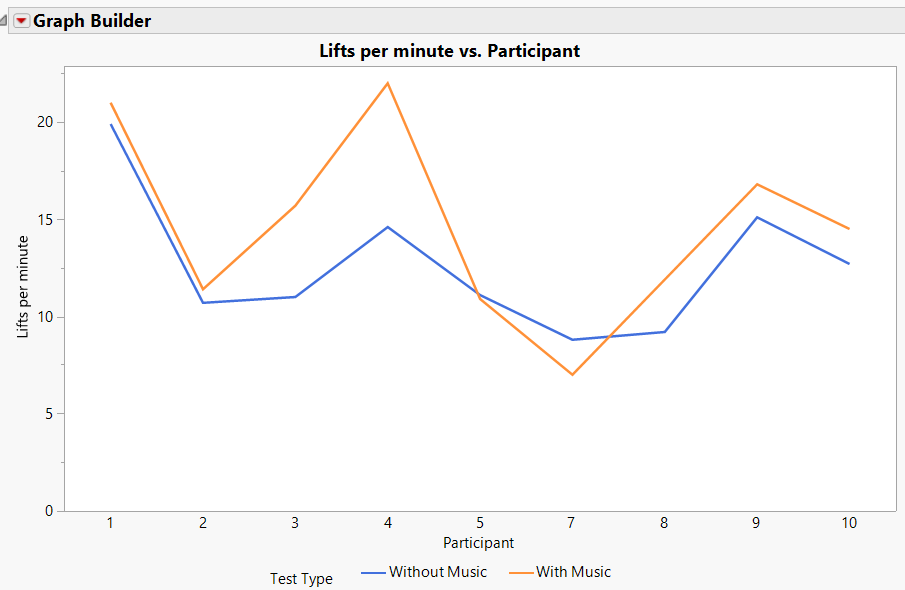 Graph Builder
Lifts per minute vs. Participant
Lifts per minute
20
15
10
5
0
1 2 3 4 5 7 8 9 10
Participant
Test Type Without Music With Music